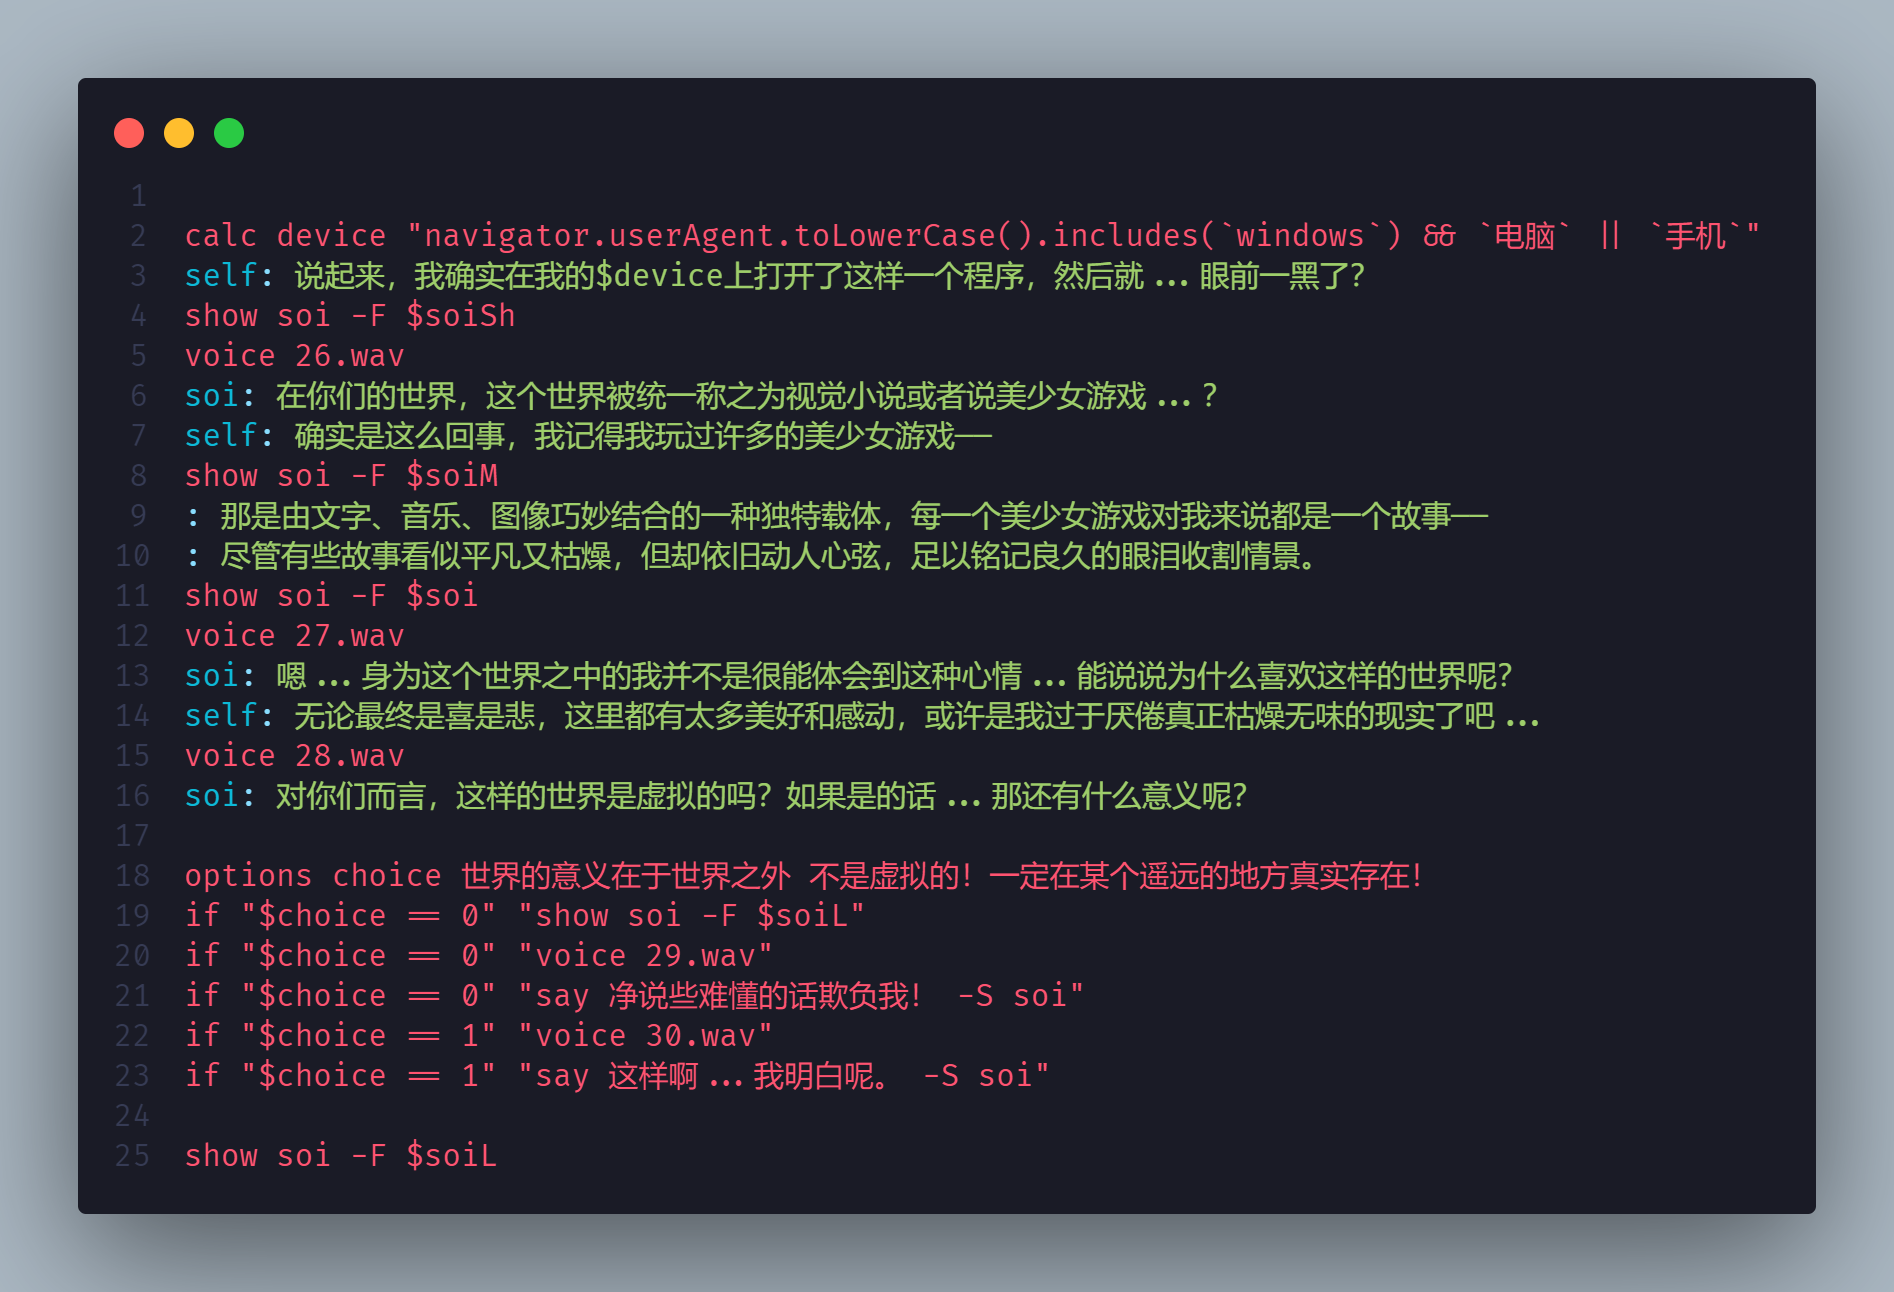 1
2 calc device "navigator.userAgent.toLowerCase().includes(`windows`) && `电脑` || `手机`"
3 self: 说起来，我确实在我的$device上打开了这样一个程序，然后就...眼前一黑了？
4 show soi -F $soiSh
5 voice 26.wav
6 soi: 在你们的世界，这个世界被统一称之为视觉小说或者说美少女游戏...？
7 self: 确实是这么回事，我记得我玩过许多的美少女游戏——
8 show soi -F $soiM
9 : 那是由文字、音乐、图像巧妙结合的一种独特载体，每一个美少女游戏对我来说都是一个故事——
10 : 尽管有些故事看似平凡又枯燥，但却依旧动人心弦，足以铭记良久的眼泪收割情景。
11 show soi -F $soi
12 voice 27.wav
13 soi: 嗯...身为这个世界之中的我并不是很能体会到这种心情...能说说为什么喜欢这样的世界呢？
14 self: 无论最终是喜是悲，这里都有太多美好和感动，或许是我过于厌倦真正枯燥无味的现实了吧...
15 voice 28.wav
16 soi: 对你们而言，这样的世界是虚拟的吗？如果是的话...那还有什么意义呢？
17
18 options choice 世界的意义在于世界之外 不是虚拟的！一定在某个遥远的地方真实存在！
19 if "$choice == 0" "show soi -F $soiL"
20 if "$choice == 0" "voice 29.wav"
21 if "$choice == 0" "say 净说些难懂的话欺负我！ -S soi"
22 if "$choice == 1" "voice 30.wav"
23 if "$choice == 1" "say 这样啊...我明白呢。 -S soi"
24
25 show soi -F $soiL